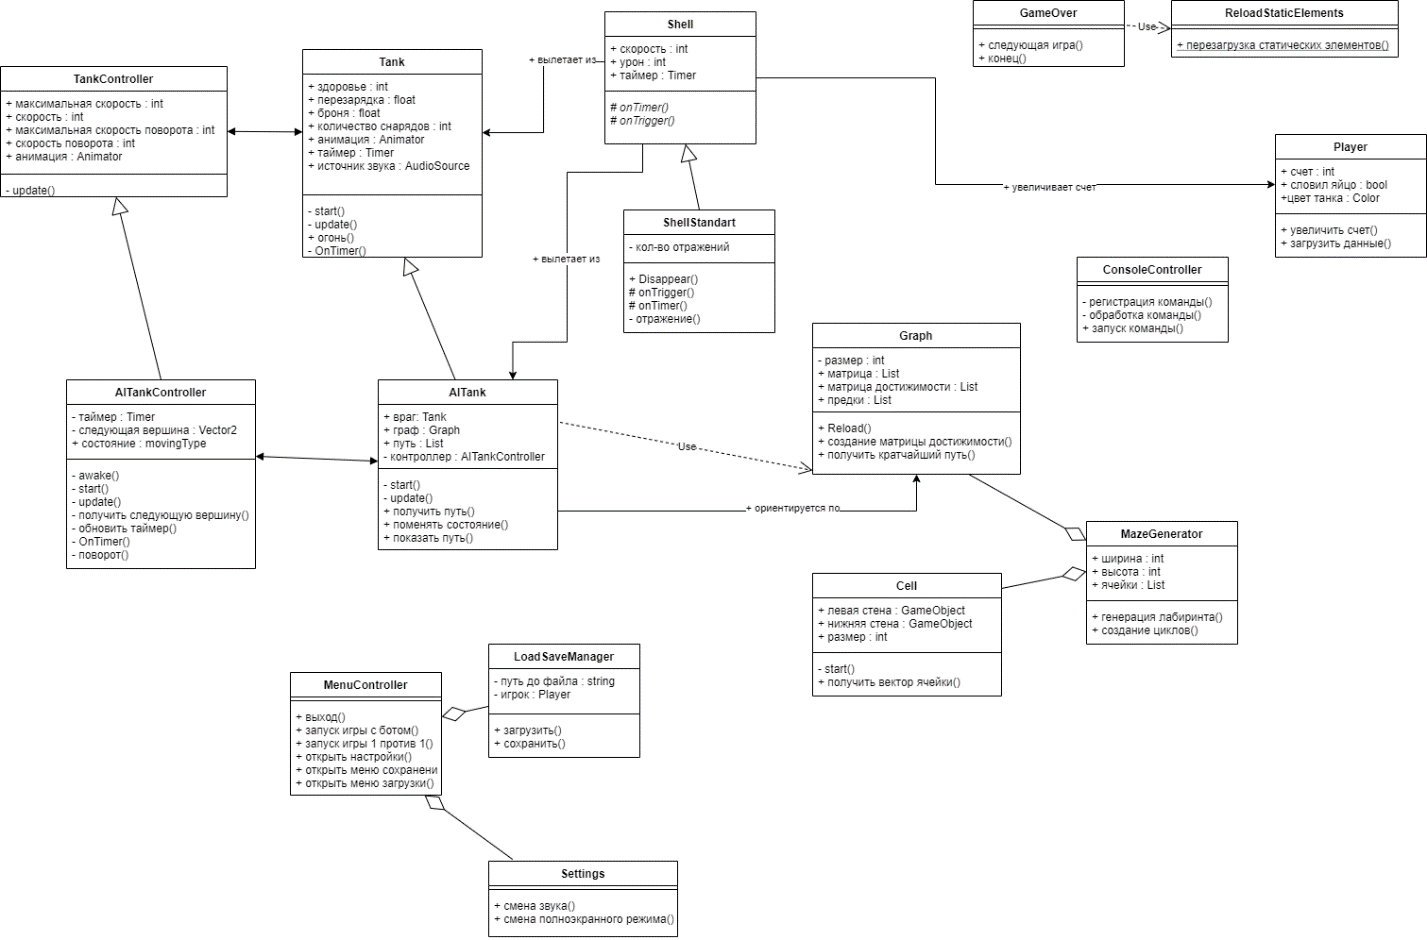 GameOver
+ следующая игра()
+ конец()
Use
ReloadStaticElements
+ перезагрузка статических элементов()
Shell
+ скорость : int
+ урон : int
+ таймер : Timer
# onTimer()
# onTrigger()
+ вылетает из
Tank
+ здоровье : int
+ перезарядка : float
+ броня : float
+ количество снарядов : int
+ анимация : Animator
+ таймер : Timer
+ источник звука : AudioSource
- start()
- update()
+ огонь()
- OnTimer()
TankController
+ максимальная скорость : int
+ скорость : int
+ максимальная скорость поворота : int
+ скорость поворота : int
+ анимация : Animator
- update()
Player
+ счет : int
+ словил яйцо : bool
+цвет танка : Color
+ увеличить счет()
+ загрузить данные()
+ увеличивает счет
ShellStandart
- кол-во отражений
+ Disappear()
# onTrigger()
# onTimer()
- отражение()
+ вылетает из
ConsoleController
- регистрация команды()
- обработка команды()
+ запуск команды()
Graph
- размер : int
+ матрица : List
+ матрица достижимости : List
+ предки : List
+ Reload()
+ создание матрицы достижимости()
+ получить кратчайший путь()
AITankController
- таймер : Timer
- следующая вершина : Vector2
+ состояние : movingType
- awake()
- start()
- update()
- получить следующую вершину()
- обновить таймер()
- OnTimer()
- поворот()
AITank
+ враг: Tank
+ граф : Graph
+ путь : List
- контроллер : AITankController
- start()
- update()
+ получить путь()
+ поменять состояние()
+ показать путь()
Use
+ ориентируется по
MazeGenerator
+ ширина : int
+ высота : int
+ ячейки : List
+ генерация лабиринта()
+ создание циклов()
Cell
+ левая стена : GameObject
+ нижняя стена : GameObject
+ размер : int
- start()
+ получить вектор ячейки()
LoadSaveManager
- путь до файла : string
- игрок : Player
+ загрузить()
+ сохранить()
MenuController
+ выход()
+ запуск игры с ботом()
+ запуск игры 1 против 1()
+ открыть настройки()
+ открыть меню сохранени
+ открыть меню загрузки()
Settings
+ смена звука()
+ смена полноэкранного режима()